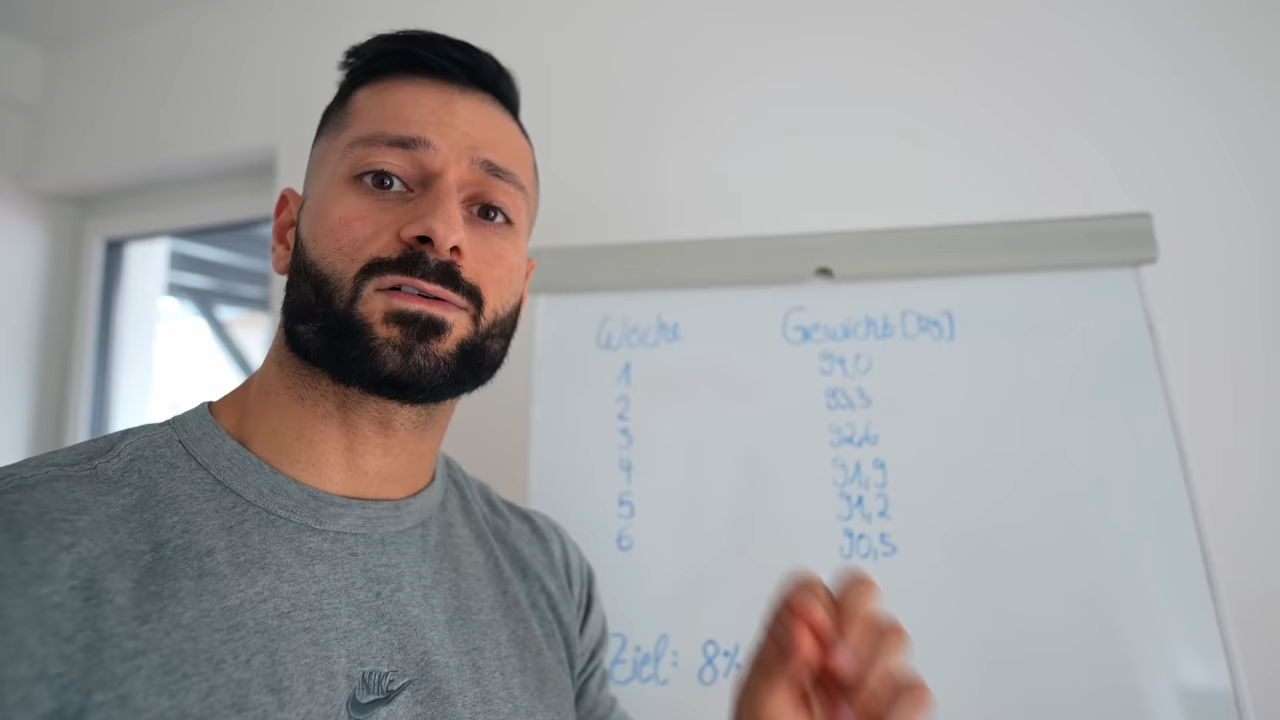 Woche Gewicht [kg]
1 94,0
2 93,3
3 92,6
4 91,9
5 91,2
6 90,5
Ziel: 8%
NIKE